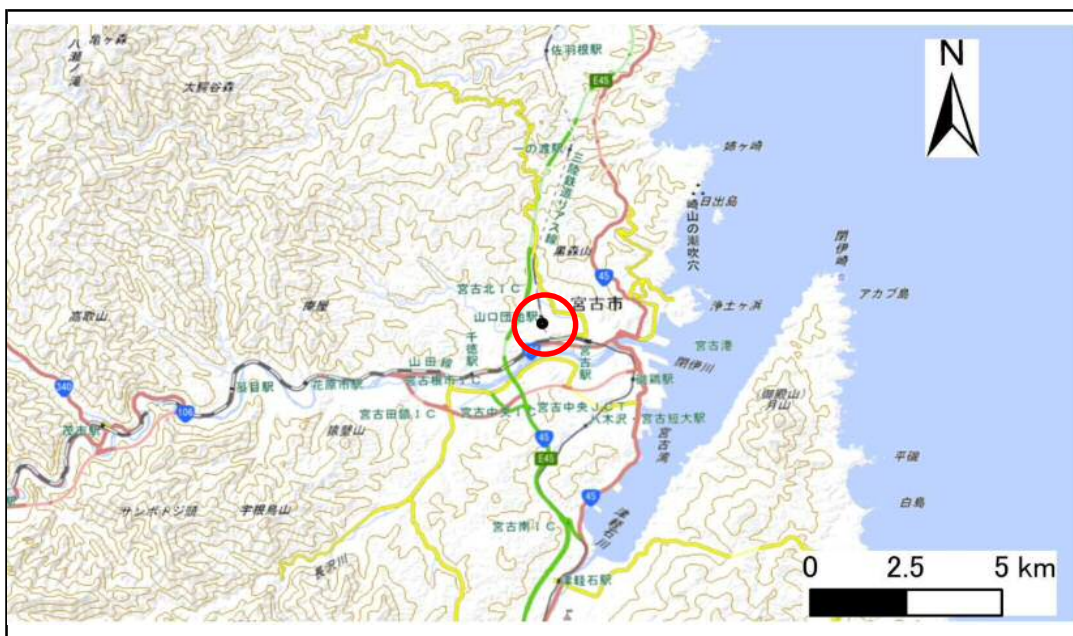 亀ヶ森
八瀬ノ滝
大鉢谷森
佐羽根駅
E45
N
一の渡駅
三陸鉄道リアス線
姉ヶ崎
日出島
崎山の潮吹穴
黒森山
45
閉伊崎
アカブ島
宮古北IC
宮古市
浄土ヶ浜
南屋
高取山
山口団地駅
千徳駅
宮古港
閉伊川
山田線
宮古駅
磯鶏駅
340
蟇目駅
花原市駅
宮古根市IC
(御殿山)
月山
106
茂市駅
宮古田鎖IC
宮古中央IC
宮古中央JCT
八木沢・宮古短大駅
猿壁山
宮古湾
45
E45
平磯
白島
45
サンポトジ頭
宇根鳥山
宮古南IC
津軽石川
長沢川
津軽石駅
0 2.5 5 km